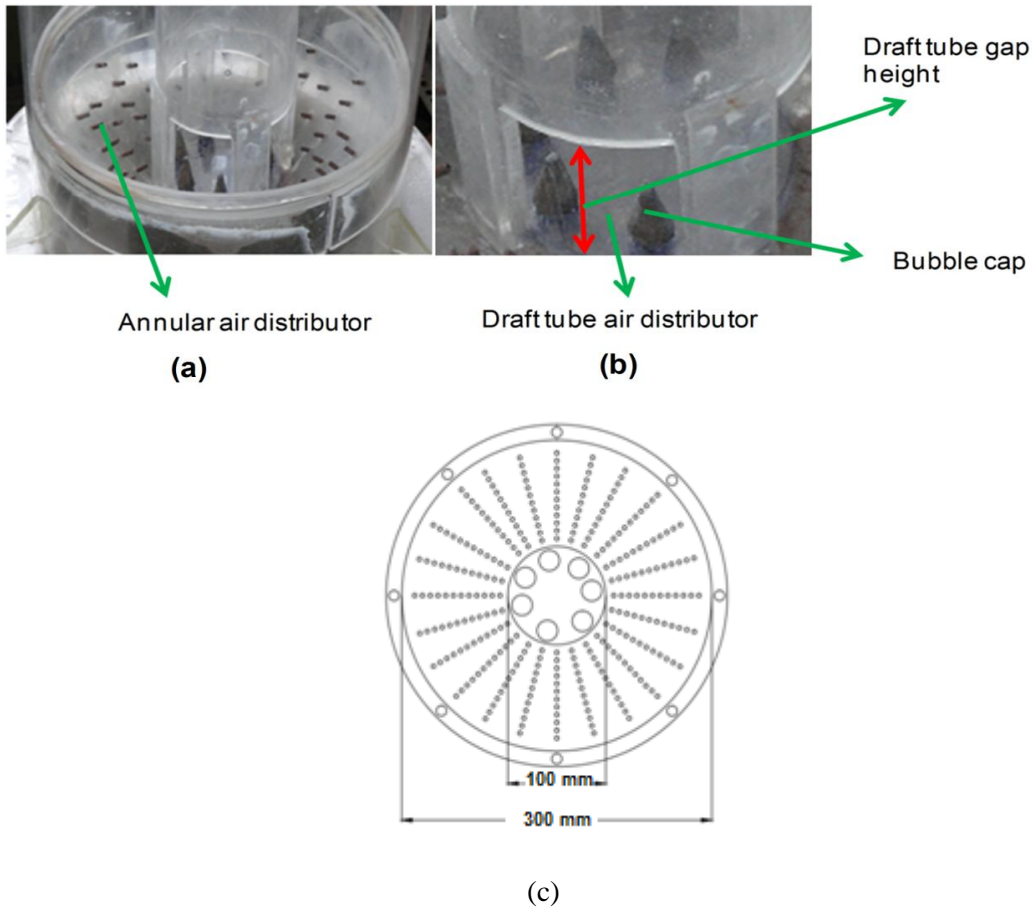 Draft tube gap
height
Bubble cap
Annular air distributor
Draft tube air distributor
(a)
(b)
100 mm
300 mm
(c)